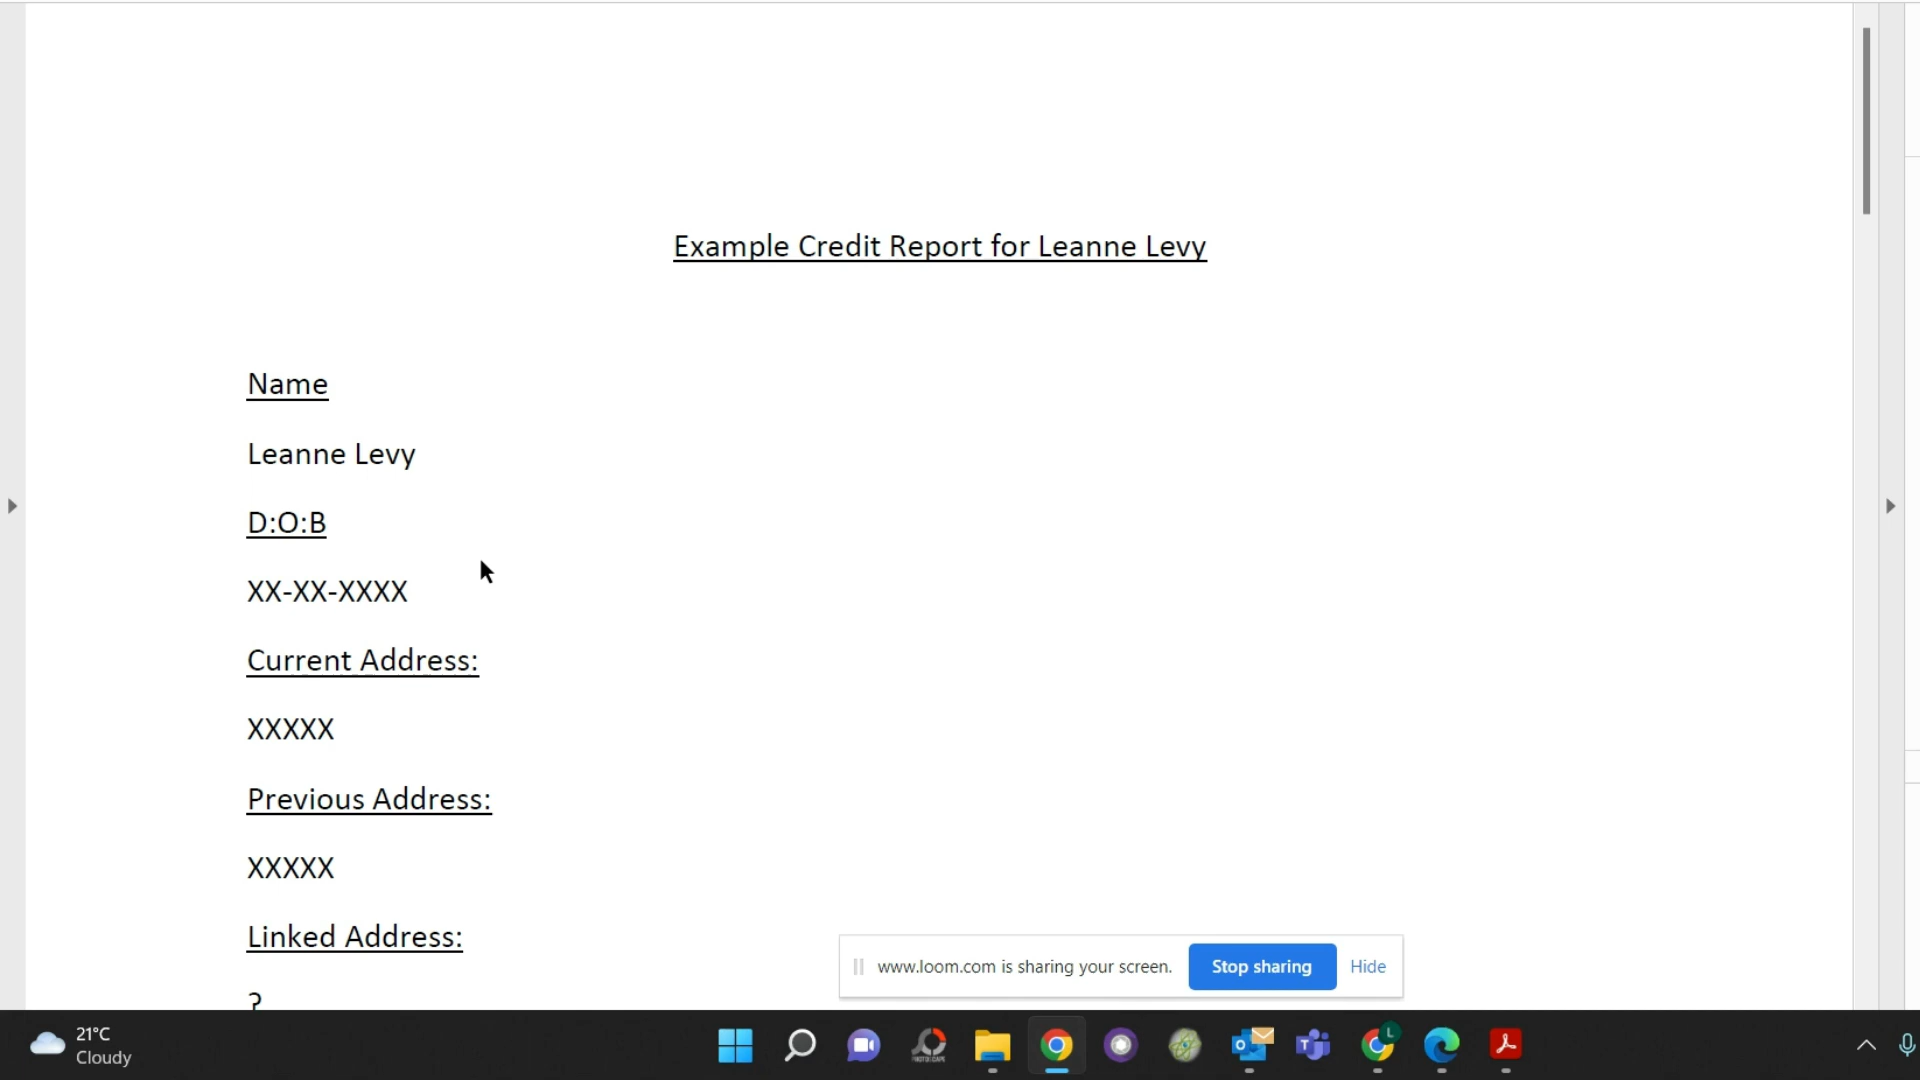 Example Credit Report for Leanne Levy
Name
Leanne Levy
D:O:B
XX-XX-XXXX
Current Address:
XXXXX
Previous Address:
XXXXX
Linked Address:
?
www.loom.com is sharing your screen.
Stop sharing
Hide
21°C
Cloudy
L